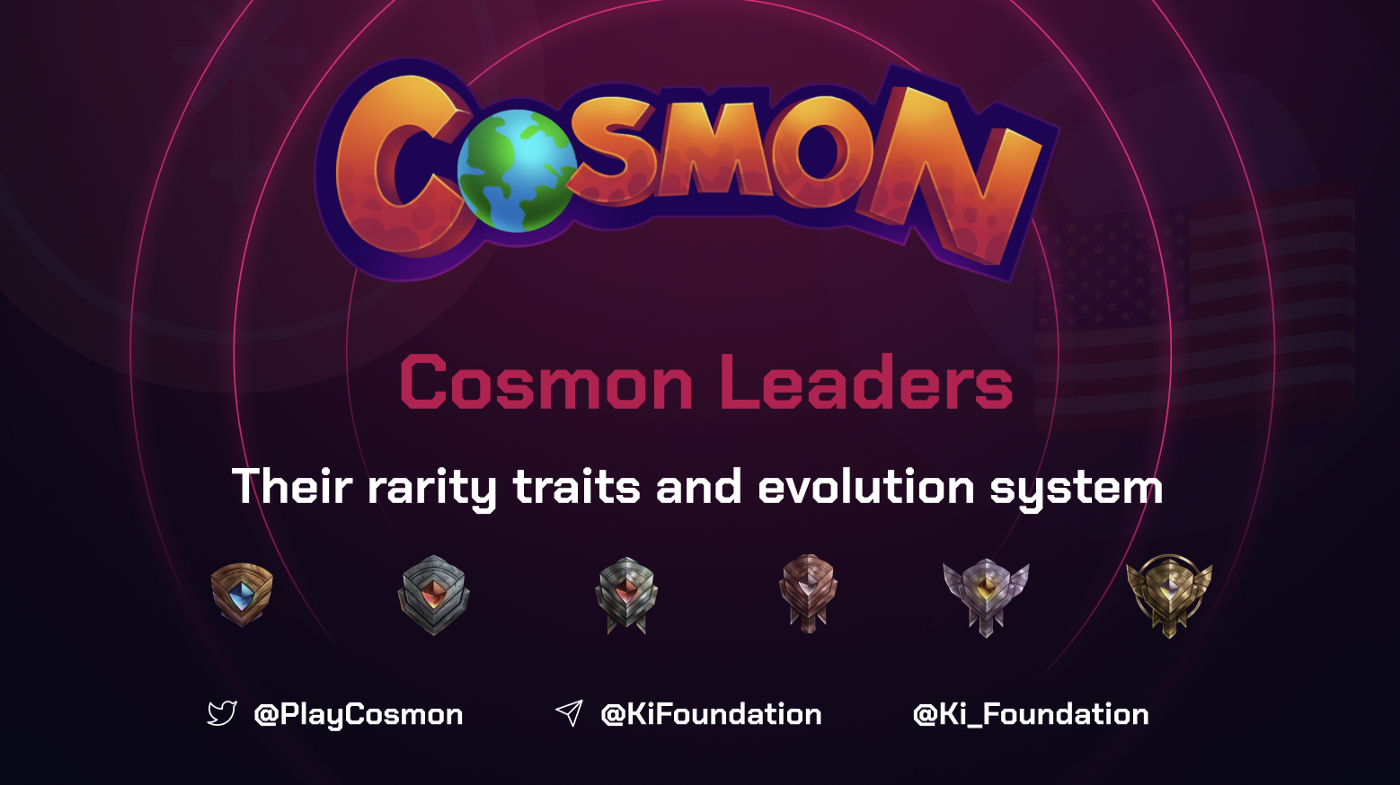 COSMON
Cosmon Leaders
Their rarity traits and evolution system
@PlayCosmon @KiFoundation @Ki_Foundation